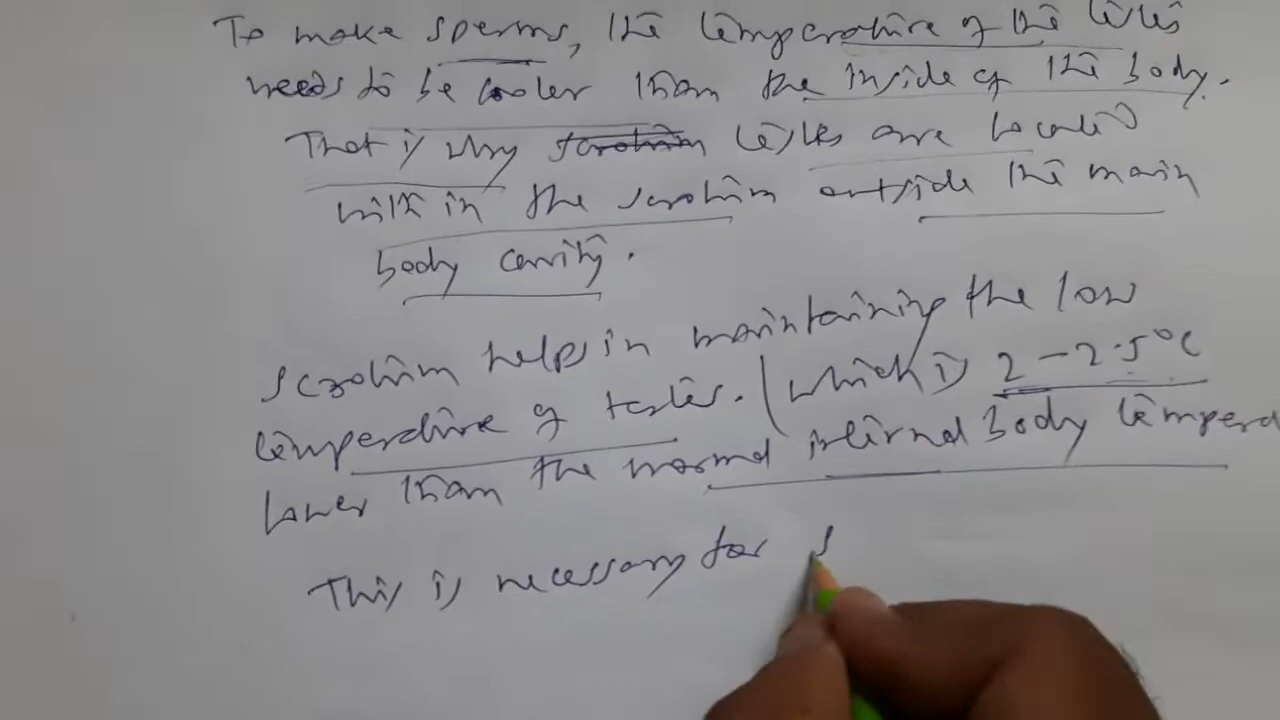 To make sperms, the temperature of the testes
needs to be cooler than the inside of the body.
That is why scrotum testes are located
with in the scrotum outside the main
body cavity.
Scrotum helps in maintaining the low
temperature of testes. (which is 2-2.5°C
lower than the normal internal body tempera
This is necessary for s